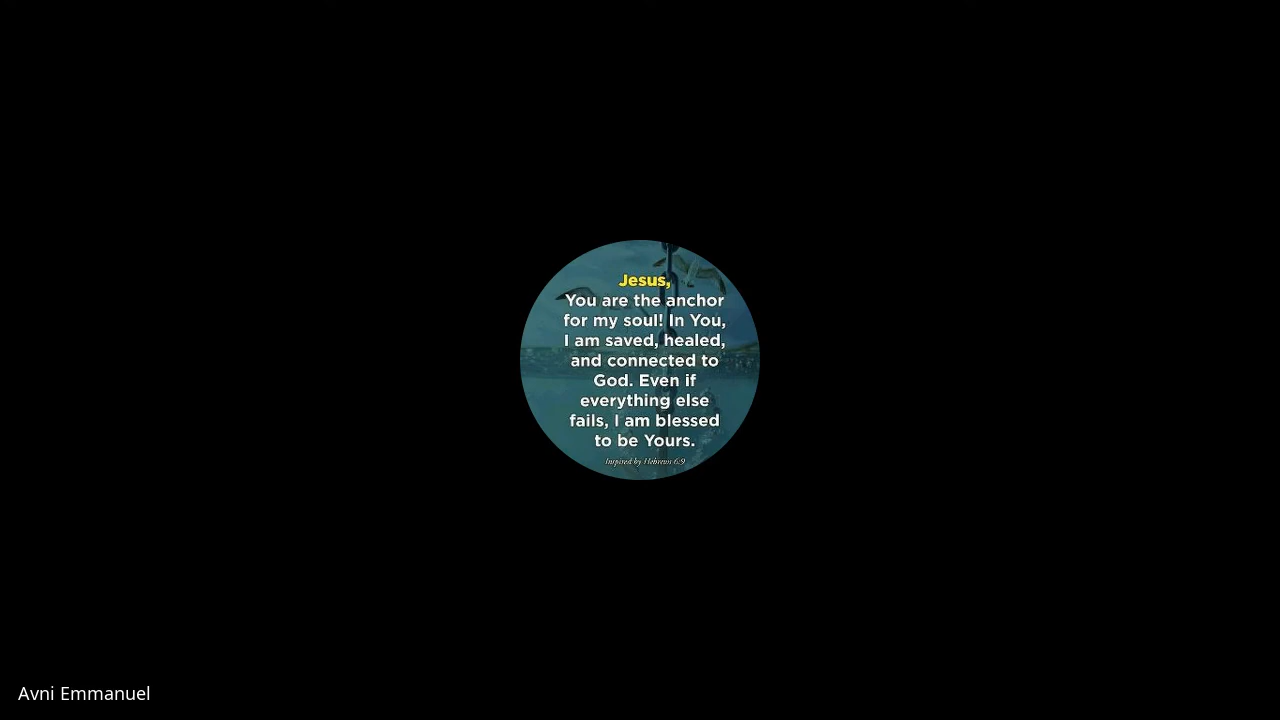 Jesus,
You are the anchor
for my soul! In You,
I am saved, healed,
and connected to
God. Even if
everything else
fails, I am blessed
to be Yours.
Inspired by Hebrews 6:9
Avni Emmanuel